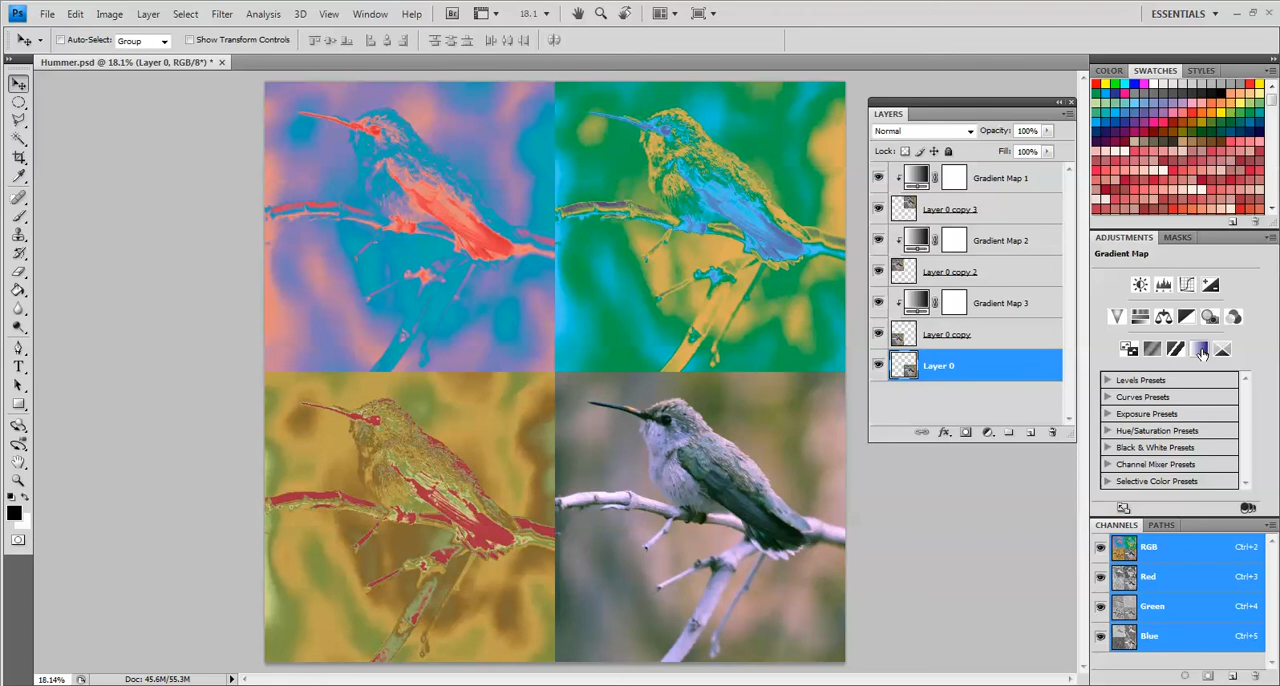 Ps File Edit Image Layer Select Filter Analysis 3D View Window Help Br 18.1 ESSENTIALS
Auto-Select: Group Show Transform Controls
Hummer.psd @ 18.1% (Layer 0, RGB/8*) *
COLOR SWATCHES STYLES
LAYERS
Normal Opacity: 100%
Lock: Fill: 100%
Gradient Map 1
Layer 0 copy 3
Gradient Map 2
Layer 0 copy 2
Gradient Map 3
Layer 0 copy
Layer 0
fx
ADJUSTMENTS MASKS
Gradient Map
Levels Presets
Curves Presets
Exposure Presets
Hue/Saturation Presets
Black & White Presets
Channel Mixer Presets
Selective Color Presets
CHANNELS PATHS
RGB Ctrl+2
Red Ctrl+3
Green Ctrl+4
Blue Ctrl+5
18.14% Doc: 45.6M/55.3M